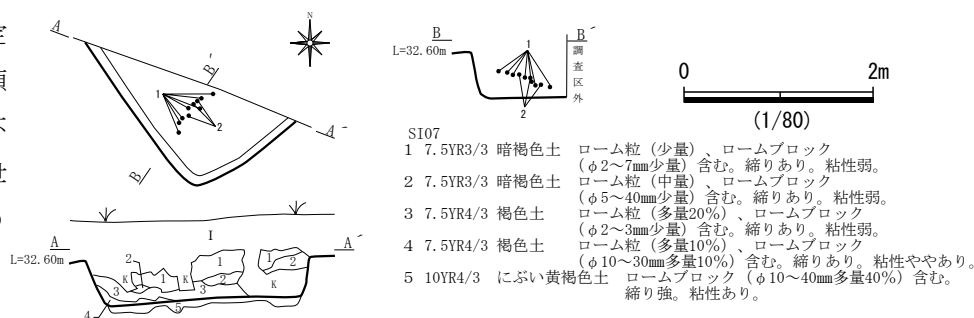 A
N
B′
1
2
A′
B
B
L=32.60m
1
2
B′
調査区外
0 2m
(1/80)
I
A
A′
L=32.60m
2
1
K
1
K
3
1
2
3
1
2
K
4
5
SI07
1 7.5YR3/3 暗褐色土 ローム粒（少量）、ロームブロック
（φ2～7㎜少量）含む。締りあり。粘性弱。
2 7.5YR3/3 暗褐色土 ローム粒（中量）、ロームブロック
（φ5～40㎜少量）含む。締りあり。粘性弱。
3 7.5YR4/3 褐色土 ローム粒（多量20%）、ロームブロック
（φ2～3㎜少量）含む。締りあり。粘性弱。
4 7.5YR4/3 褐色土 ローム粒（多量10%）、ロームブロック
（φ10～30㎜多量10%）含む。締りあり。粘性ややあり。
5 10YR4/3 にぶい黄褐色土 ロームブロック（φ10～40㎜多量40%）含む。
締り強。粘性あり。